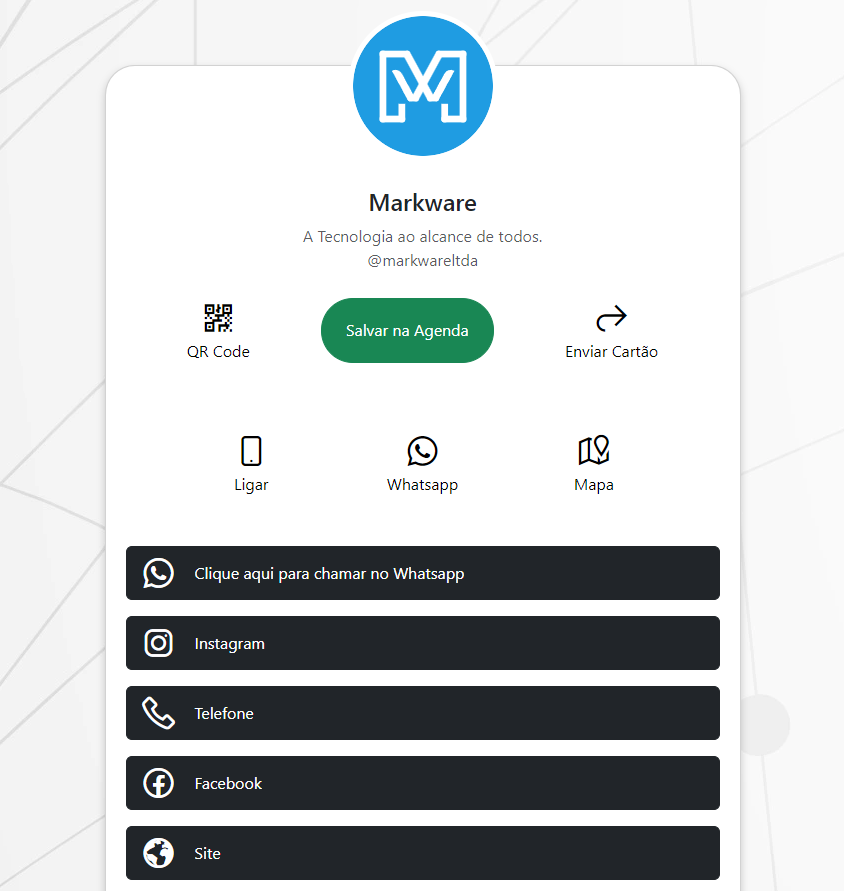 Markware
A Tecnologia ao alcance de todos.
@markwareltda
QR Code
Salvar na Agenda
Enviar Cartão
Ligar
Whatsapp
Mapa
Clique aqui para chamar no Whatsapp
Instagram
Telefone
Facebook
Site